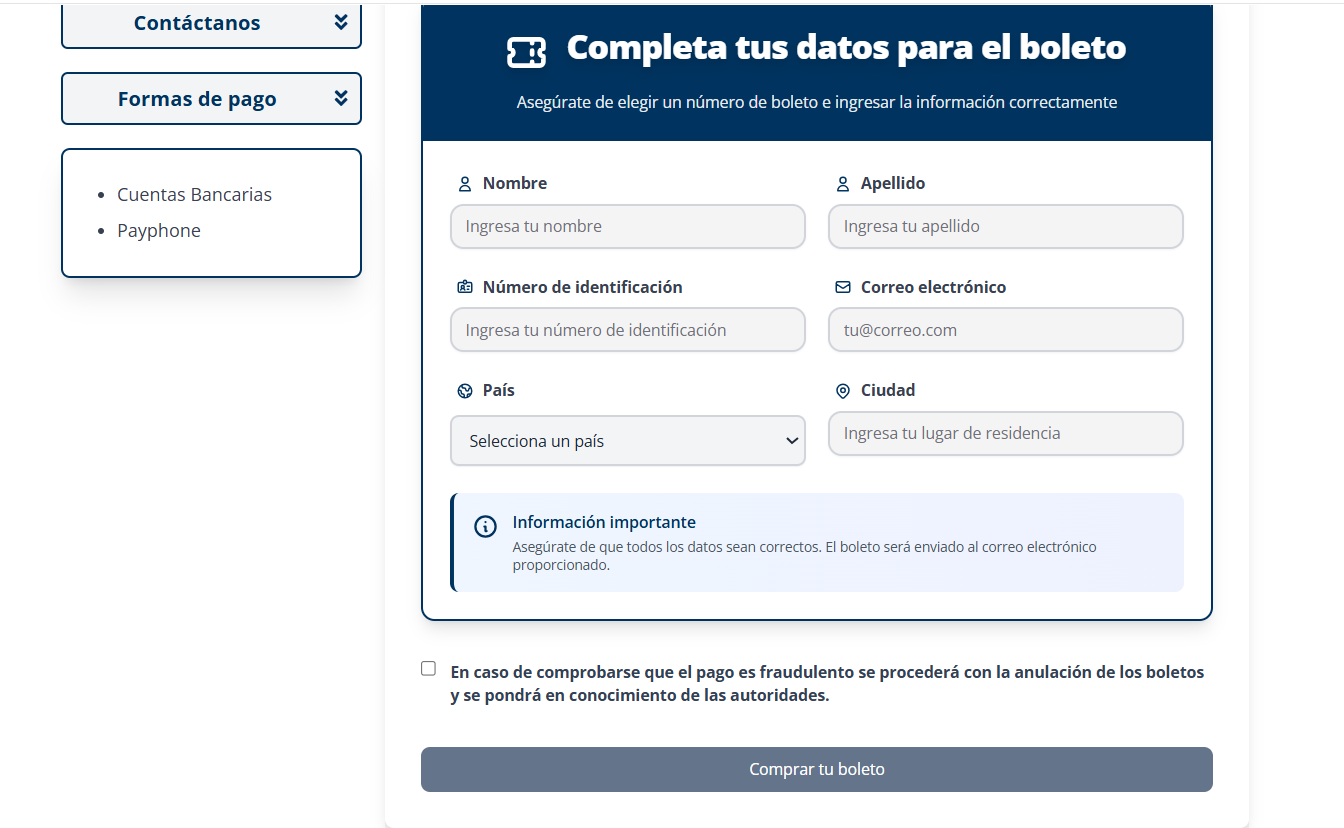 Contáctanos
Formas de pago
Cuentas Bancarias
Payphone
Completa tus datos para el boleto
Asegúrate de elegir un número de boleto e ingresar la información correctamente
Nombre
Apellido
Ingresa tu nombre
Ingresa tu apellido
Número de identificación
Correo electrónico
Ingresa tu número de identificación
tu@correo.com
País
Ciudad
Selecciona un país
Ingresa tu lugar de residencia
Información importante
Asegúrate de que todos los datos sean correctos. El boleto será enviado al correo electrónico
proporcionado.
En caso de comprobarse que el pago es fraudulento se procederá con la anulación de los boletos
y se pondrá en conocimiento de las autoridades.
Comprar tu boleto